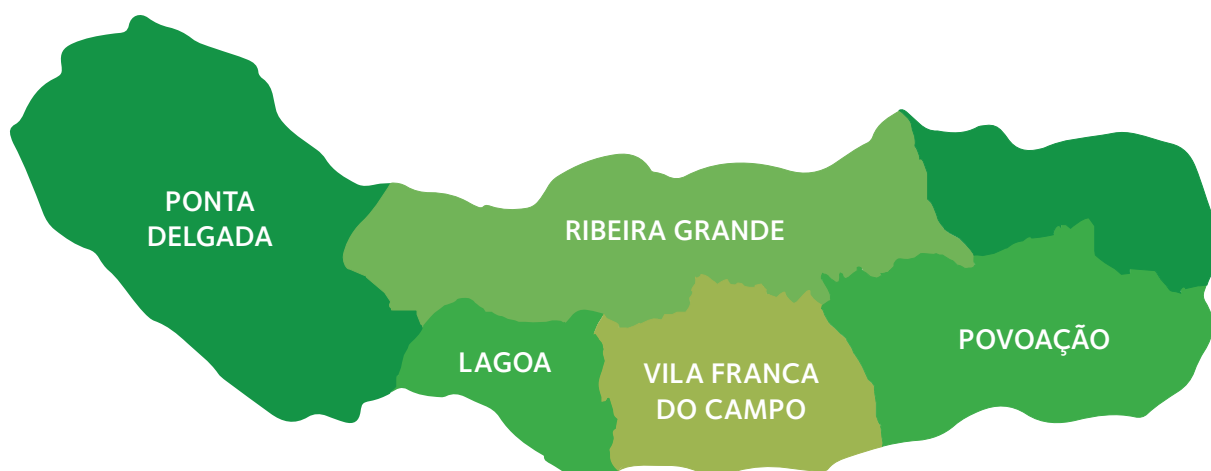 PONTA
DELGADA
RIBEIRA GRANDE
LAGOA
VILA FRANCA
DO CAMPO
POVOAÇÃO